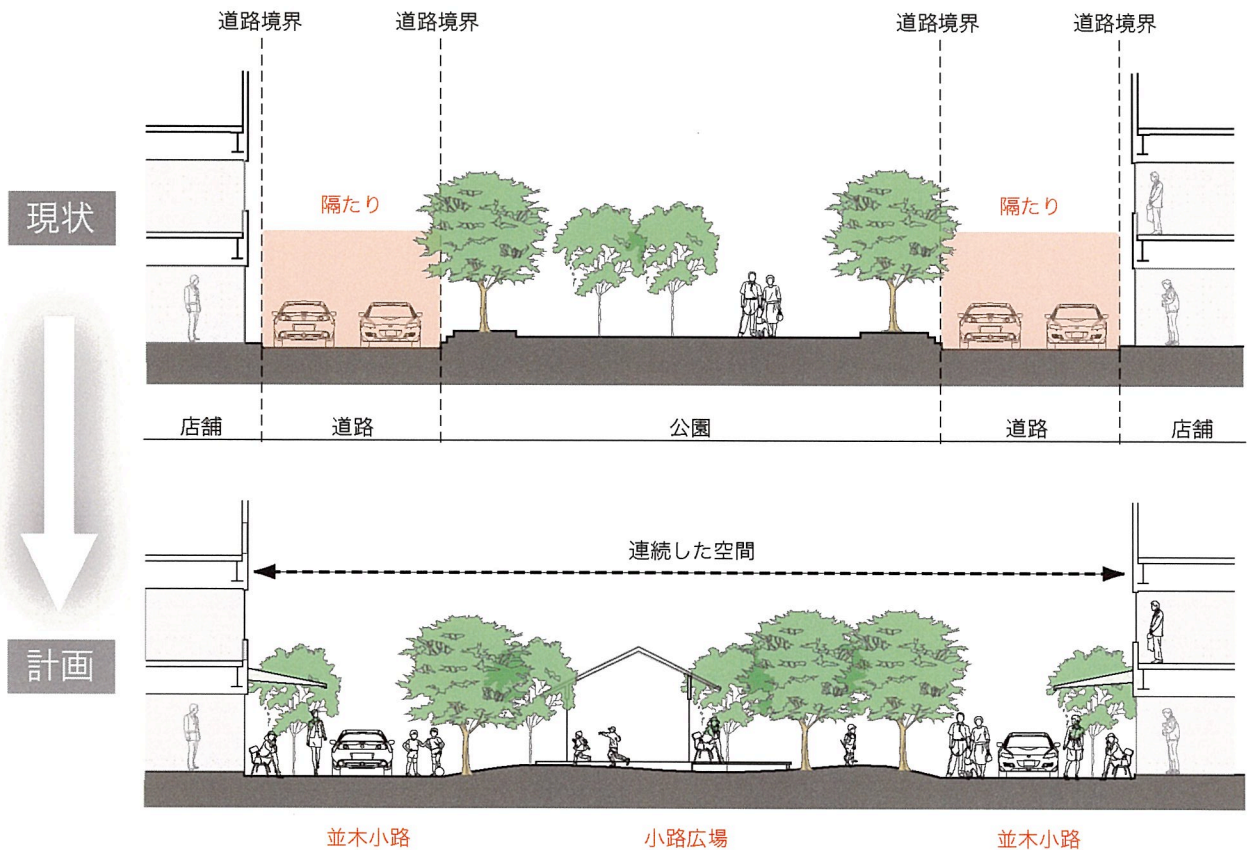 道路境界
道路境界
道路境界
道路境界
現状
隔たり
隔たり
店舗
道路
公園
道路
店舗
連続した空間
計画
並木小路
小路広場
並木小路